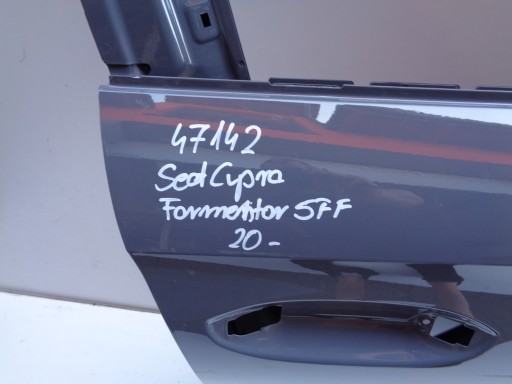 47142
Seat Cupra
Formentor 5FF
20-